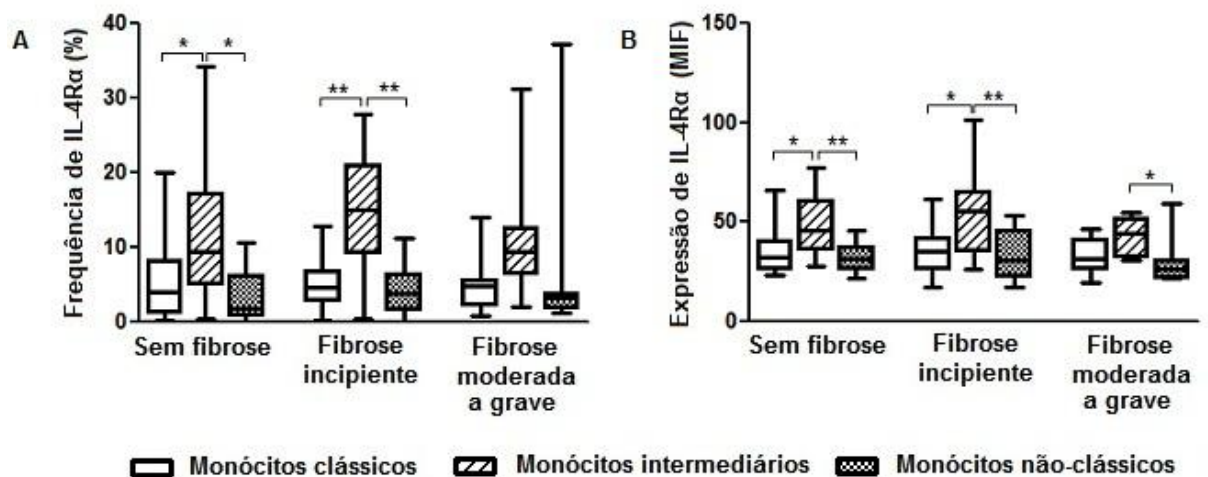 A
Frequência de IL-4Rα (%)
40
30
20
10
0
* *
** **
Sem fibrose
Fibrose
incipiente
Fibrose
moderada
a grave
B
Expressão de IL-4Rα (MIF)
150
100
50
0
* **
* **
*
Sem fibrose
Fibrose
incipiente
Fibrose
moderada
a grave
Monócitos clássicos
Monócitos intermediários
Monócitos não-clássicos